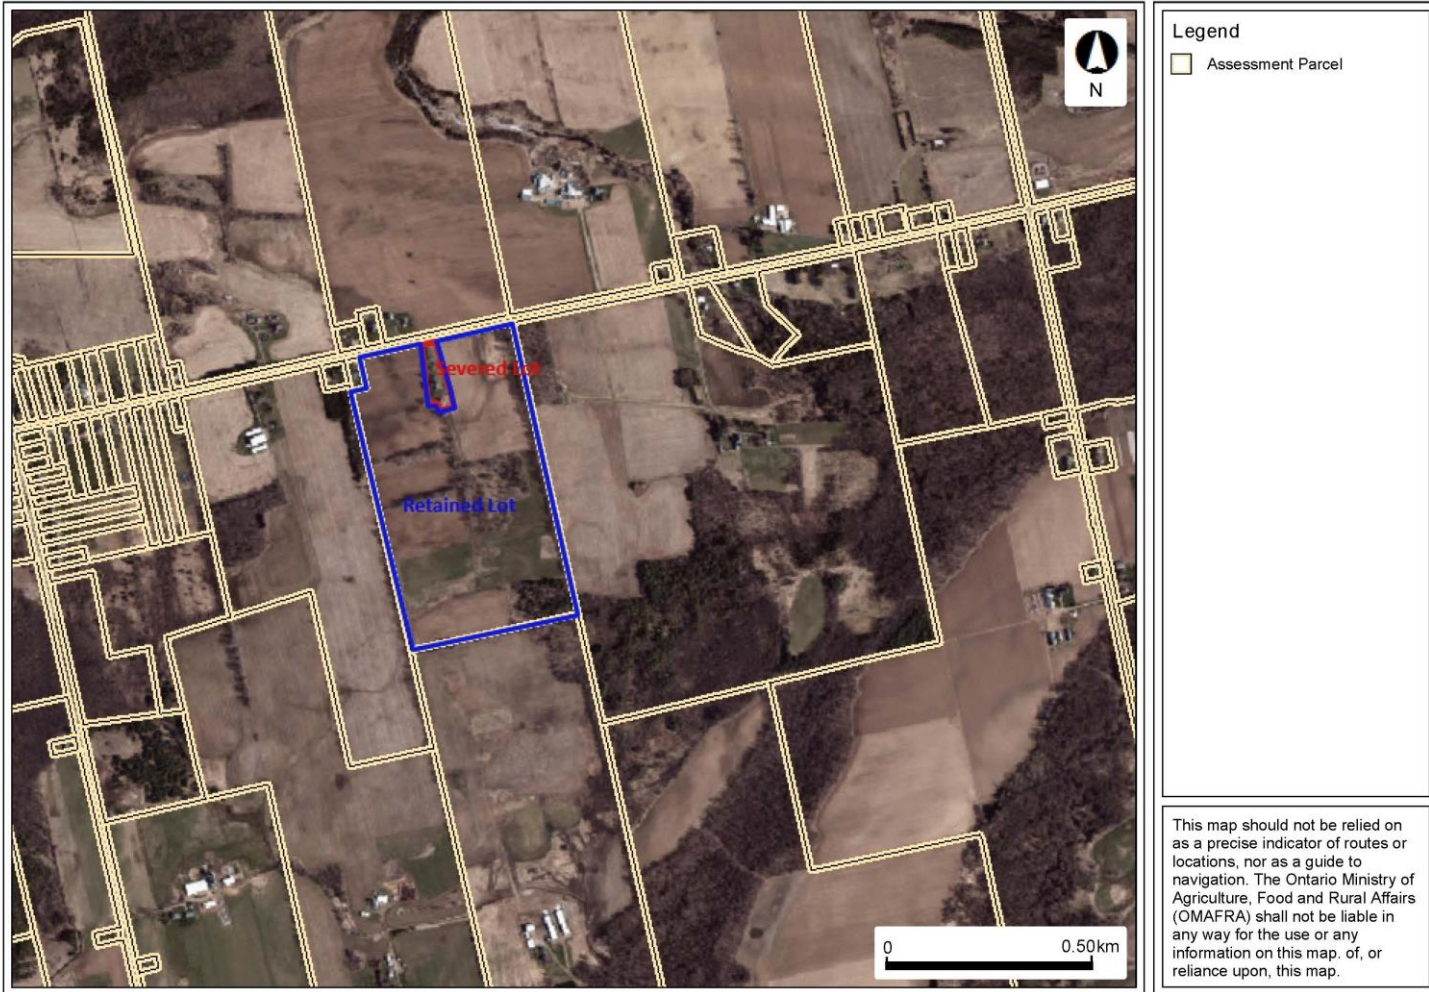 N
Severed Lot
Retained Lot
0 0.50km
Legend
Assessment Parcel
This map should not be relied on
as a precise indicator of routes or
locations, nor as a guide to
navigation. The Ontario Ministry of
Agriculture, Food and Rural Affairs
(OMAFRA) shall not be liable in
any way for the use or any
information on this map. of, or
reliance upon, this map.